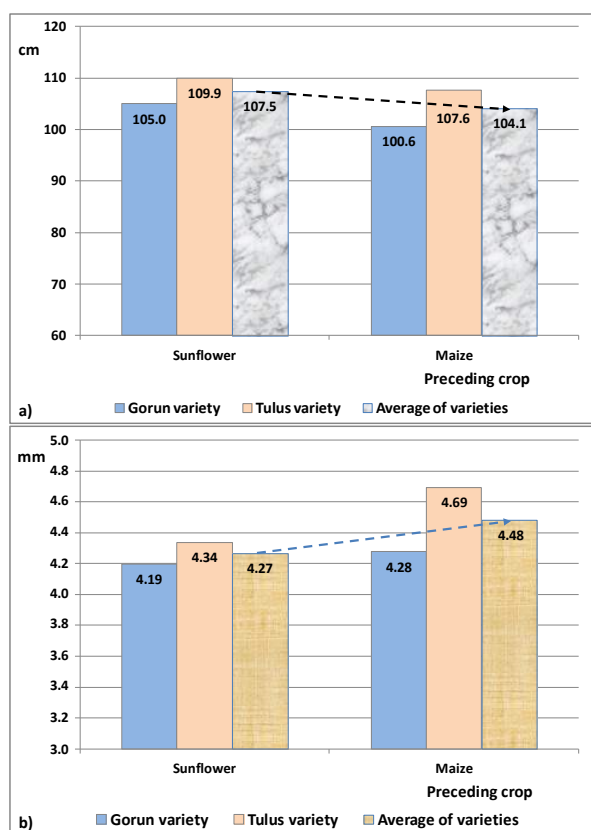 120
cm
110
109.9
107.5
107.6
105.0
104.1
100.6
100
90
80
70
60
Sunflower
Maize
Preceding crop
a)
Gorun variety
Tulus variety
Average of varieties
5.0
mm
4.8
4.69
4.6
4.48
4.4
4.34
4.27
4.28
4.19
4.2
4.0
3.8
3.6
3.4
3.2
3.0
Sunflower
Maize
Preceding crop
b)
Gorun variety
Tulus variety
Average of varieties